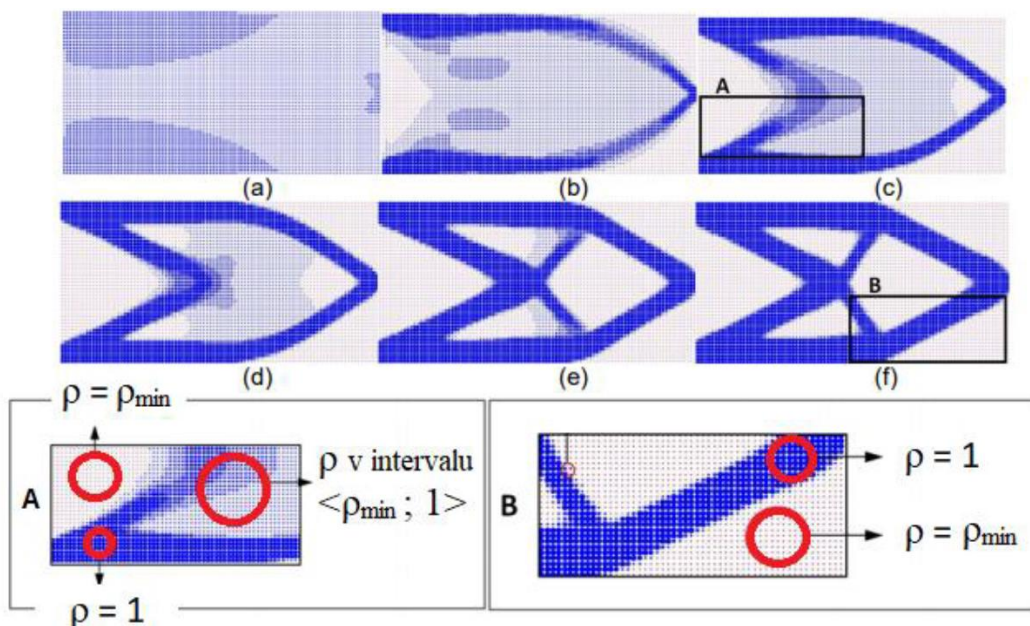 A
(a)
(b)
(c)
B
(d)
(e)
(f)
ρ = ρmin
A
ρ v intervalu
<ρmin ; 1>
ρ = 1
B
ρ = 1
ρ = ρmin